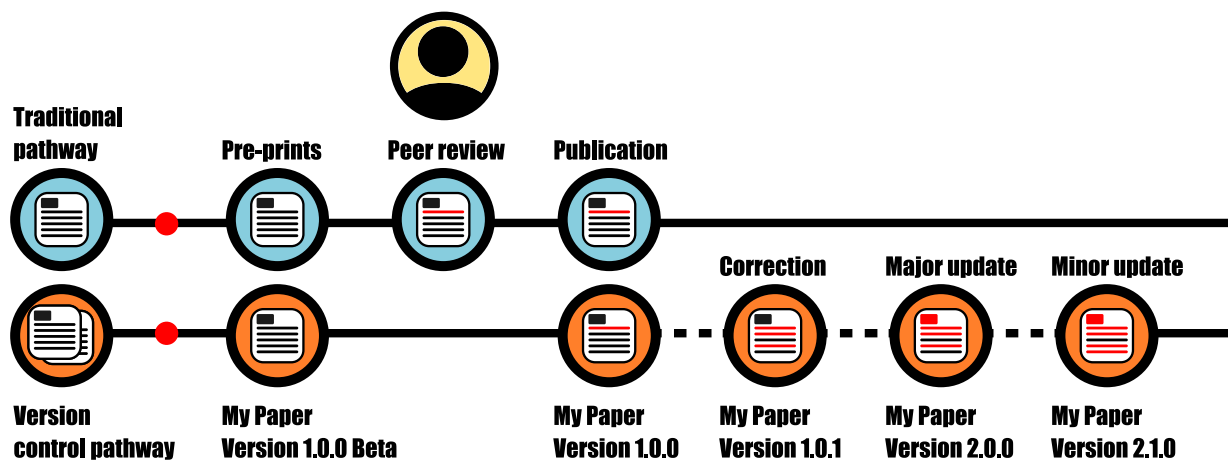 Traditional
pathway
Pre-prints
Peer review
Publication
Correction
Major update
Minor update
Version
control pathway
My Paper
Version 1.0.0 Beta
My Paper
Version 1.0.0
My Paper
Version 1.0.1
My Paper
Version 2.0.0
My Paper
Version 2.1.0